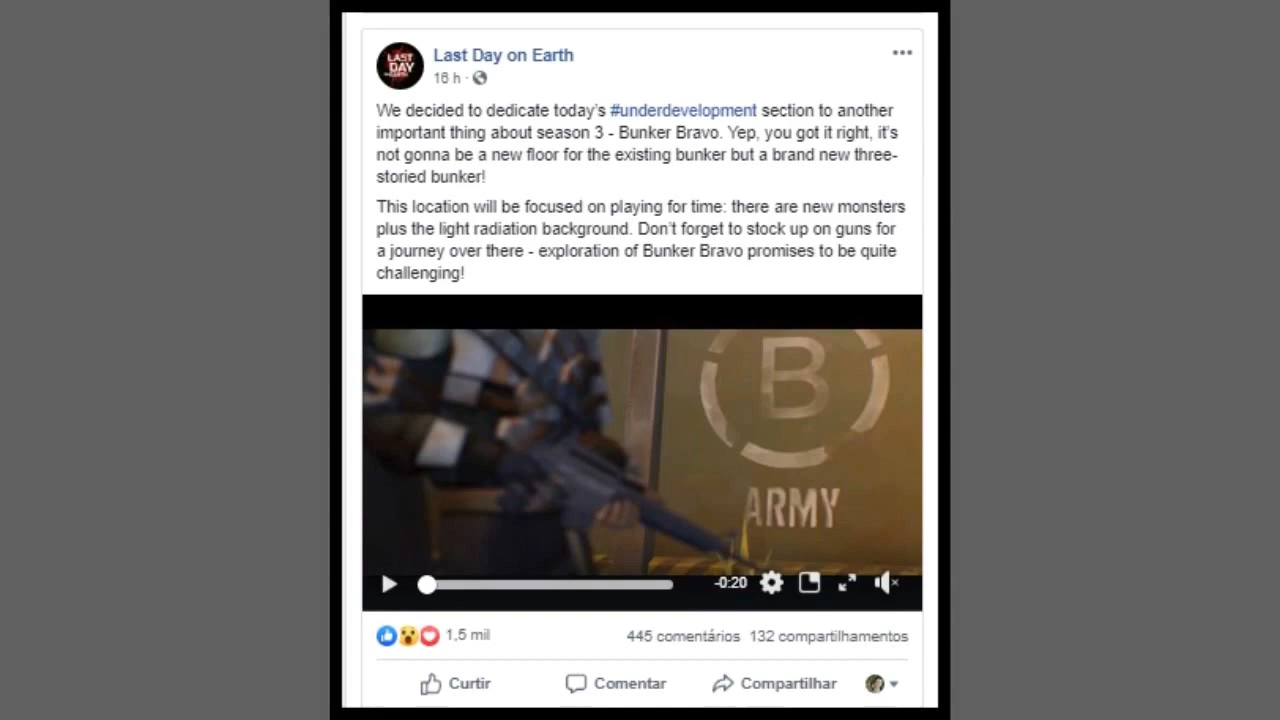 LAST
DAY
Last Day on Earth
16 h ·
We decided to dedicate today's #underdevelopment section to another
important thing about season 3 - Bunker Bravo. Yep, you got it right, it's
not gonna be a new floor for the existing bunker but a brand new three-
storied bunker!
This location will be focused on playing for time: there are new monsters
plus the light radiation background. Don't forget to stock up on guns for
a journey over there - exploration of Bunker Bravo promises to be quite
challenging!
B
ARMY
-0:20
1,5 mil
445 comentários 132 compartilhamentos
Curtir Comentar Compartilhar